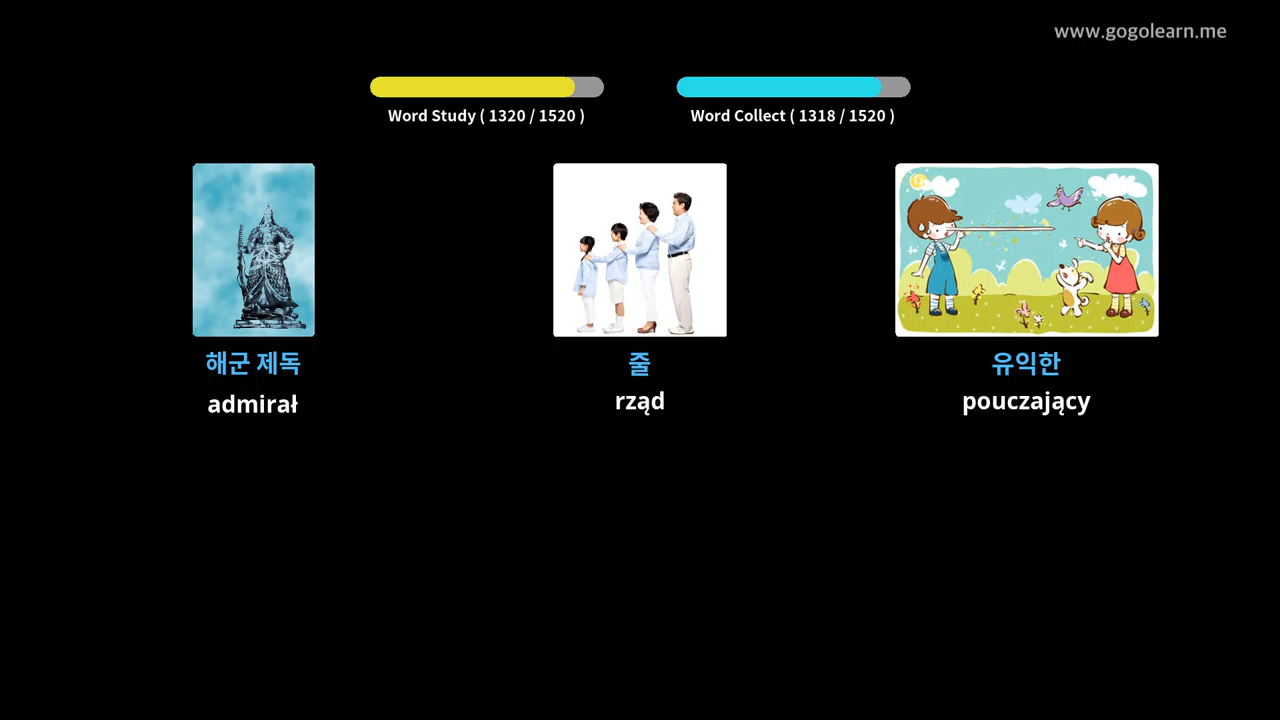 www.gogolearn.me
Word Study ( 1320 / 1520 )
Word Collect ( 1318 / 1520 )
해군 제독
admirał
줄
rząd
유익한
pouczający